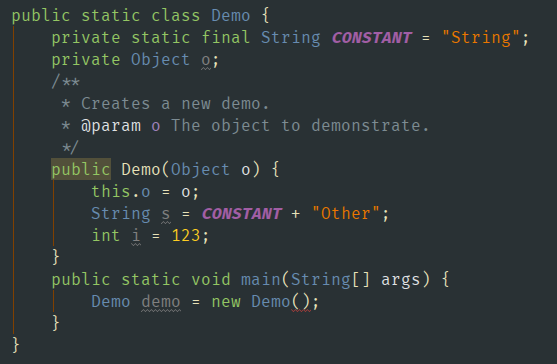 public static class Demo {
    private static final String CONSTANT = "String";
    private Object o;
    /**
     * Creates a new demo.
     * @param o The object to demonstrate.
     */
    public Demo(Object o) {
        this.o = o;
        String s = CONSTANT + "Other";
        int i = 123;
    }
    public static void main(String[] args) {
        Demo demo = new Demo();
    }
}